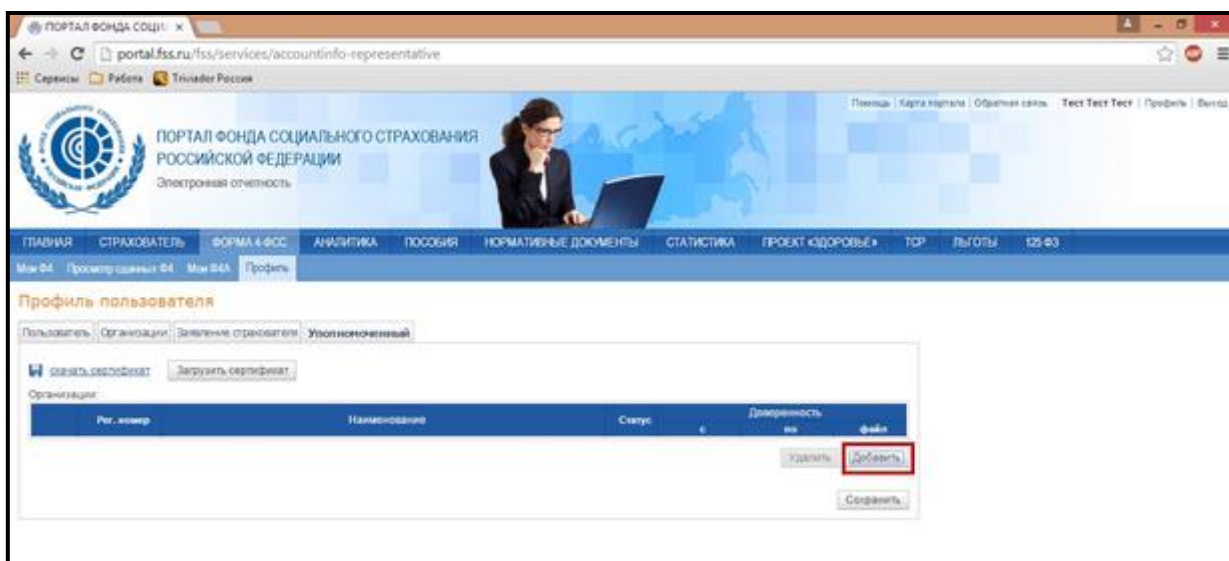 ПОРТАЛ ФОНДА СОЦИ
portal.fss.ru/fss/services/accountinfo-representative
Сервисы Работа Triviador Россия
Помощь | Карта портала | Обратная связь Тест Тест Тест | Профиль | Выход
ПОРТАЛ ФОНДА СОЦИАЛЬНОГО СТРАХОВАНИЯ
РОССИЙСКОЙ ФЕДЕРАЦИИ
Электронная отчетность
ГЛАВНАЯ СТРАХОВАТЕЛЬ ФОРМА 4-ФСС АНАЛИТИКА ПОСОБИЯ НОРМАТИВНЫЕ ДОКУМЕНТЫ СТАТИСТИКА ПРОЕКТ «ЗДОРОВЬЕ» ТСР ЛЬГОТЫ 125 ФЗ
Мои Ф4 Просмотр сданных Ф4 Мои Ф4А Профиль
Профиль пользователя
Пользователь Организации Заявление страхователя Уполномоченный
скачать сертификат Загрузить сертификат
Организации:
Рег. номер Наименование Статус Доверенность
с по файл
Удалить Добавить
Сохранить